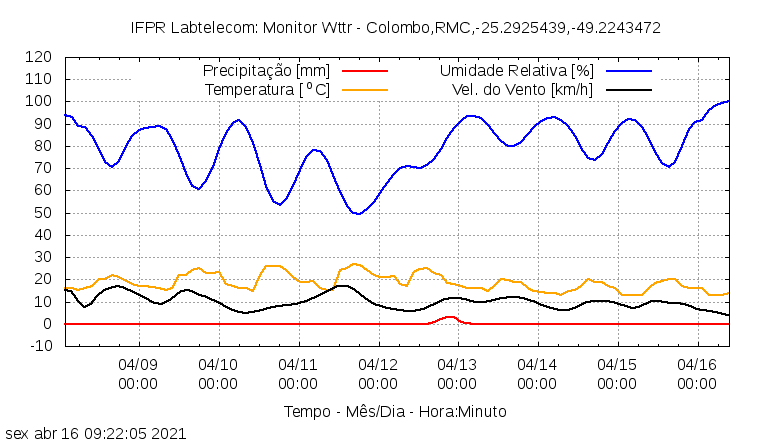 IFPR Labtelecom: Monitor Wttr - Colombo,RMC,-25.2925439,-49.2243472
120
110
100
90
80
70
60
50
40
30
20
10
0
-10
Precipitação [mm]
Temperatura [⁰C]
Umidade Relativa [%]
Vel. do Vento [km/h]
04/09 04/10 04/11 04/12 04/13 04/14 04/15 04/16
00:00 00:00 00:00 00:00 00:00 00:00 00:00 00:00
Tempo - Mês/Dia - Hora:Minuto
sex abr 16 09:22:05 2021